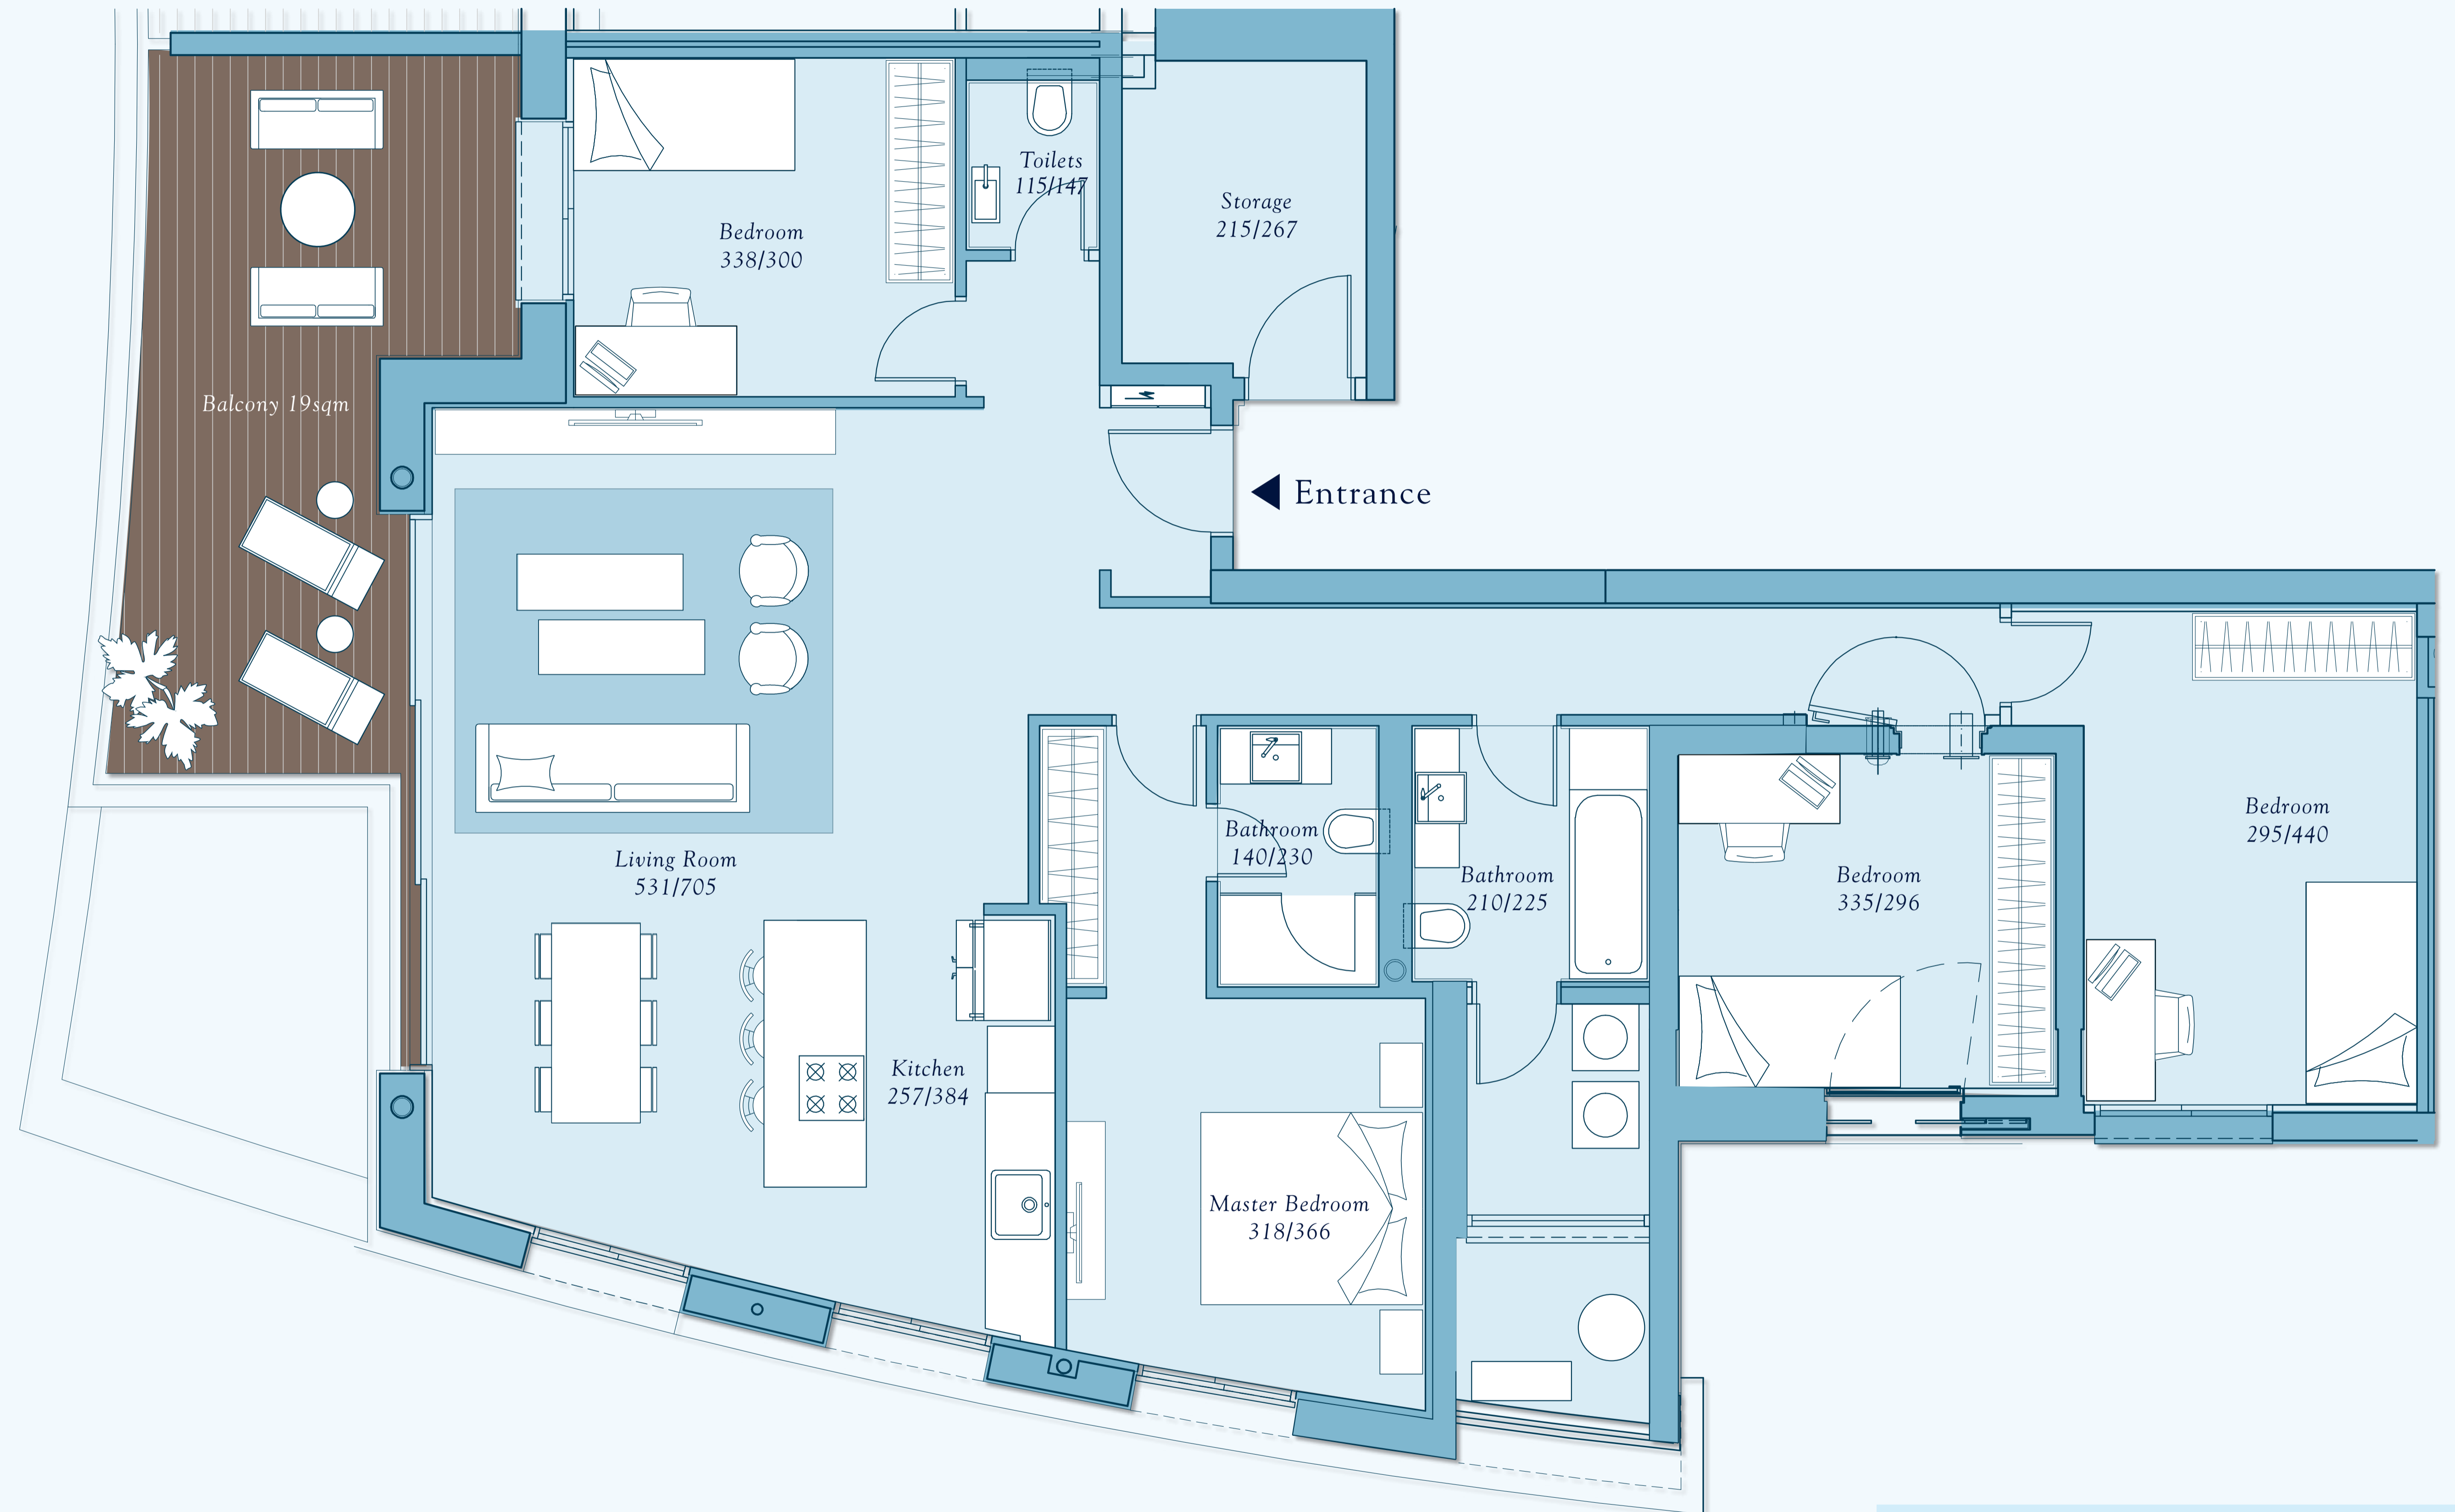 Toilets
115/147
Storage
215/267
Bedroom
338/300
Balcony 19sqm
Entrance
Living Room
531/705
Bathroom
140/230
Bathroom
210/225
Bedroom
335/296
Bedroom
295/440
Kitchen
257/384
Master Bedroom
318/366